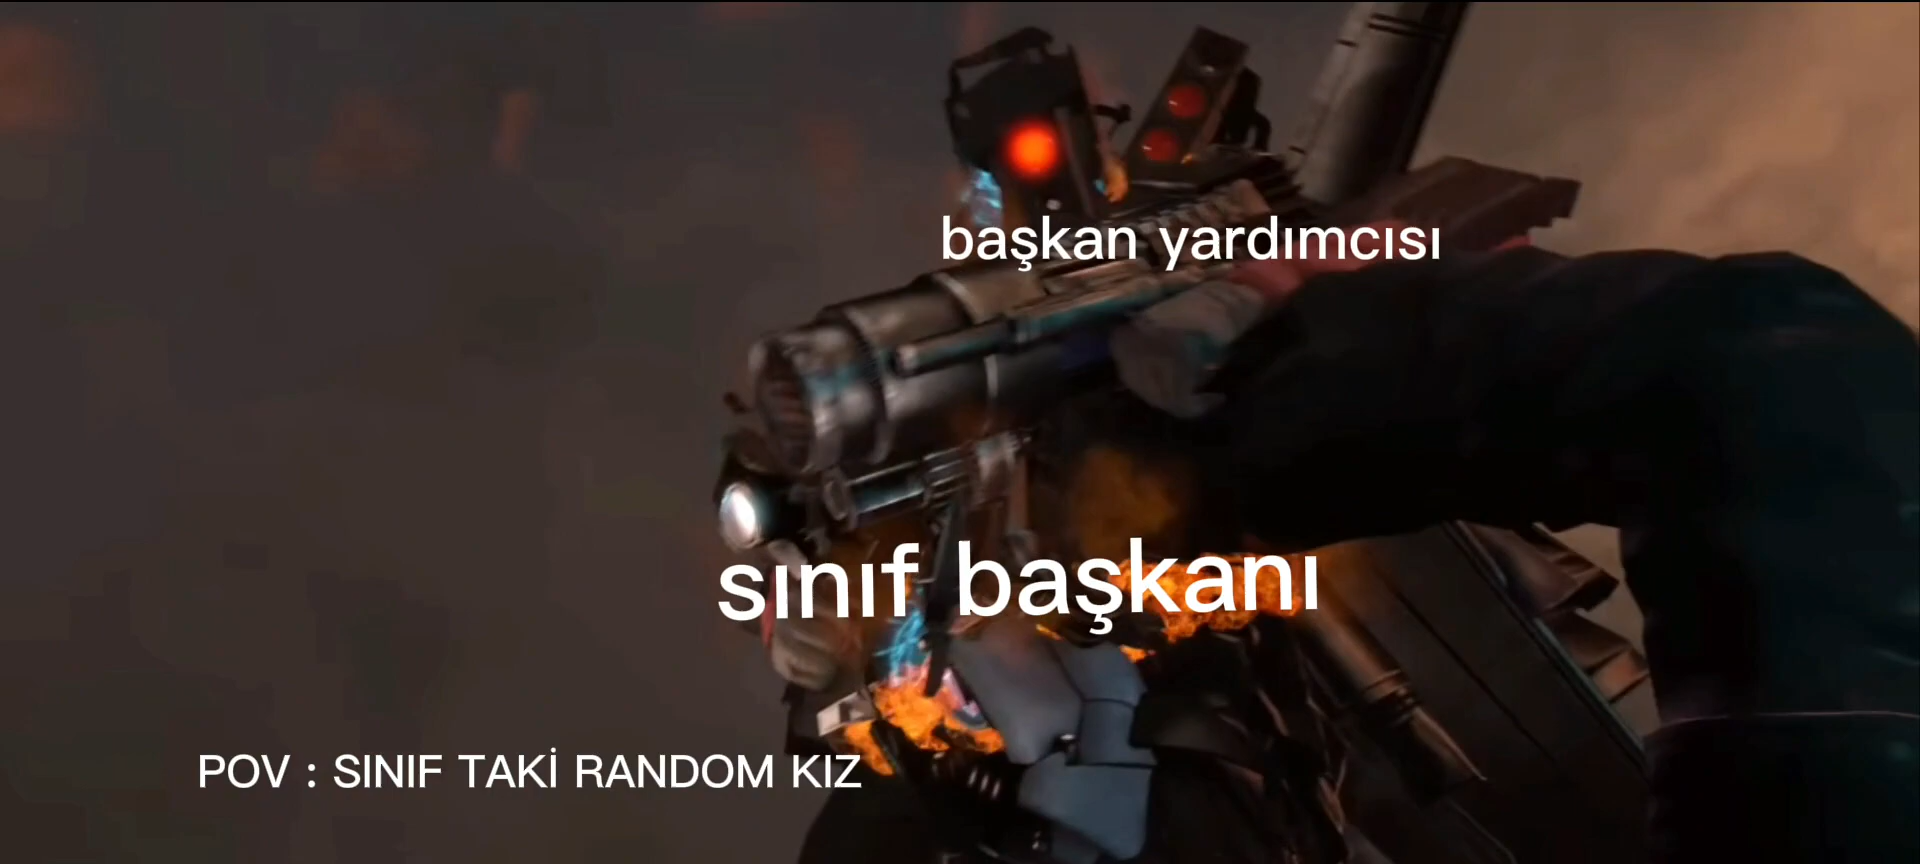 başkan yardımcısı
sınıf başkanı
POV : SINIF TAKİ RANDOM KIZ